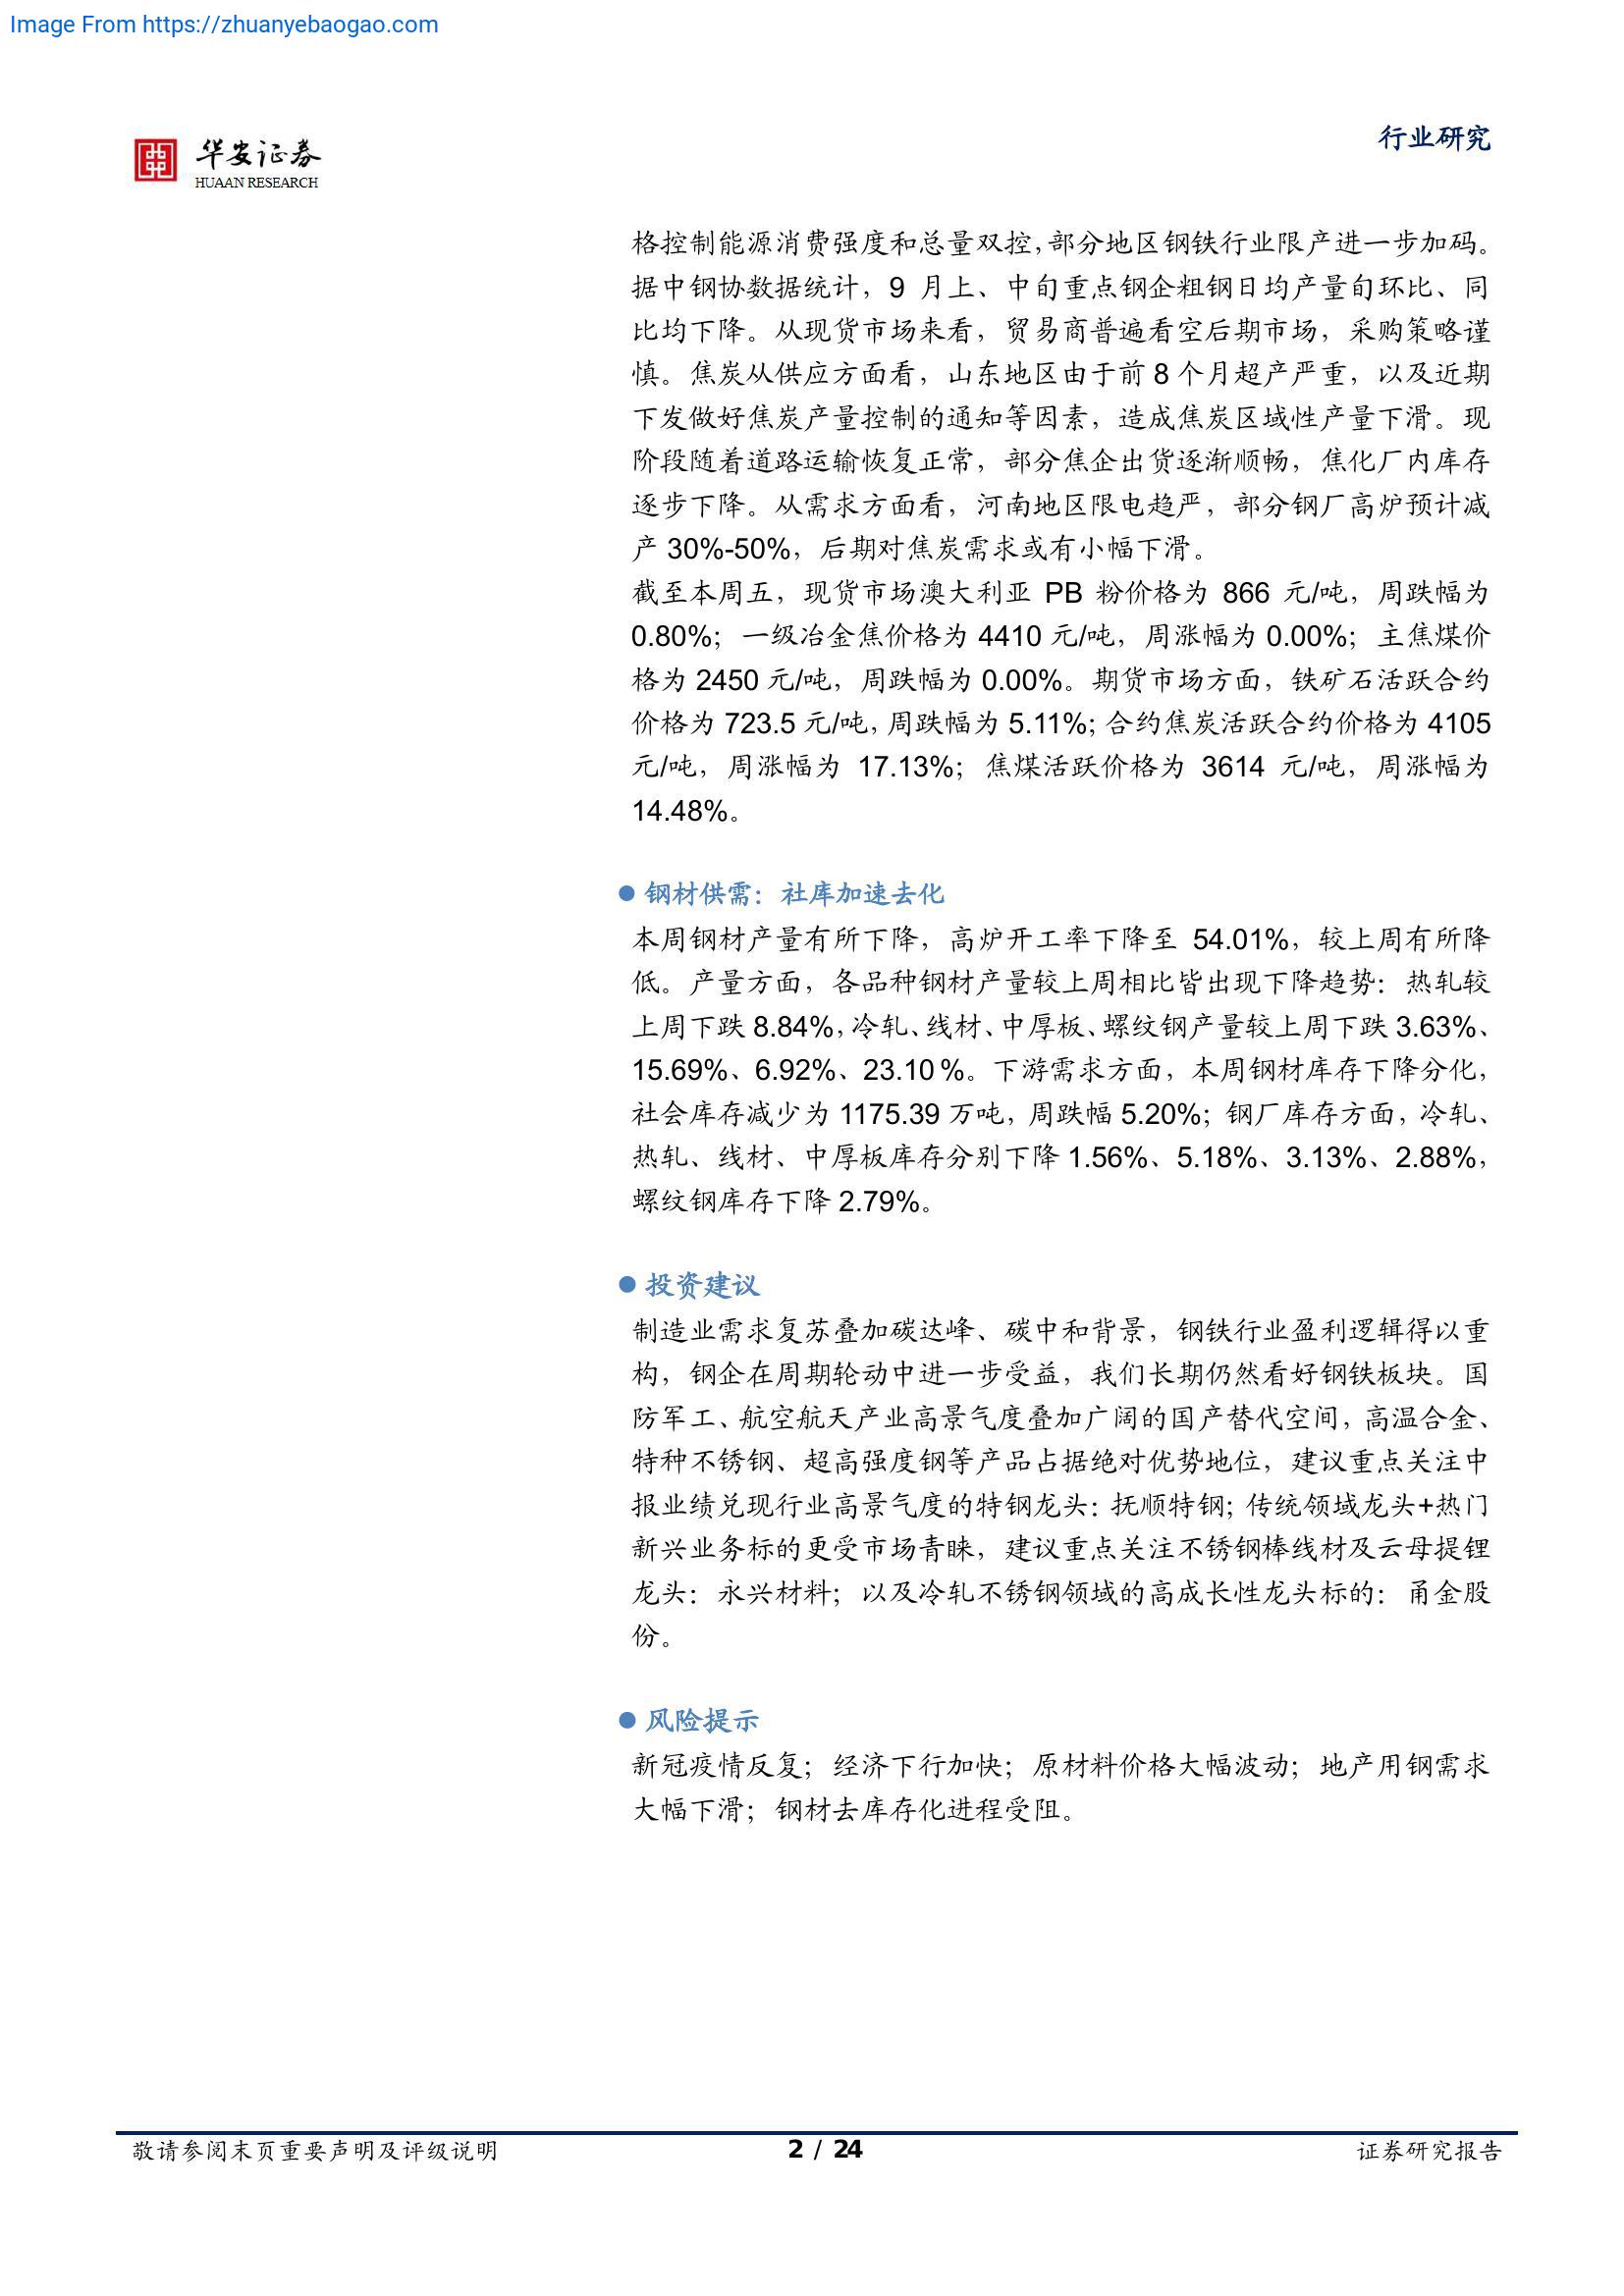 Image From https://zhuanyebaogao.com
华安证券
HUAAN RESEARCH
行业研究
格控制能源消费强度和总量双控，部分地区钢铁行业限产进一步加码。
据中钢协数据统计，9 月上、中旬重点钢企粗钢日均产量旬环比、同
比均下降。从现货市场来看，贸易商普遍看空后期市场，采购策略谨
慎。焦炭从供应方面看，山东地区由于前 8 个月超产严重，以及近期
下发做好焦炭产量控制的通知等因素，造成焦炭区域性产量下滑。现
阶段随着道路运输恢复正常，部分焦企出货逐渐顺畅，焦化厂内库存
逐步下降。从需求方面看，河南地区限电趋严，部分钢厂高炉预计减
产 30%-50%，后期对焦炭需求或有小幅下滑。
截至本周五，现货市场澳大利亚 PB 粉价格为 866 元/吨，周跌幅为
0.80%；一级冶金焦价格为 4410 元/吨，周涨幅为 0.00%；主焦煤价
格为 2450 元/吨，周跌幅为 0.00%。期货市场方面，铁矿石活跃合约
价格为 723.5 元/吨，周跌幅为 5.11%；合约焦炭活跃合约价格为 4105
元/吨，周涨幅为 17.13%；焦煤活跃价格为 3614 元/吨，周涨幅为
14.48%。
● 钢材供需：社库加速去化
本周钢材产量有所下降，高炉开工率下降至 54.01%，较上周有所降
低。产量方面，各品种钢材产量较上周相比皆出现下降趋势：热轧较
上周下跌 8.84%，冷轧、线材、中厚板、螺纹钢产量较上周下跌 3.63%、
15.69%、6.92%、23.10 %。下游需求方面，本周钢材库存下降分化，
社会库存减少为 1175.39 万吨，周跌幅 5.20%；钢厂库存方面，冷轧、
热轧、线材、中厚板库存分别下降 1.56%、5.18%、3.13%、2.88%，
螺纹钢库存下降 2.79%。
● 投资建议
制造业需求复苏叠加碳达峰、碳中和背景，钢铁行业盈利逻辑得以重
构，钢企在周期轮动中进一步受益，我们长期仍然看好钢铁板块。国
防军工、航空航天产业高景气度叠加广阔的国产替代空间，高温合金、
特种不锈钢、超高强度钢等产品占据绝对优势地位，建议重点关注中
报业绩兑现行业高景气度的特钢龙头：抚顺特钢；传统领域龙头+热门
新兴业务标的更受市场青睐，建议重点关注不锈钢棒线材及云母提锂
龙头：永兴材料；以及冷轧不锈钢领域的高成长性龙头标的：甬金股
份。
● 风险提示
新冠疫情反复；经济下行加快；原材料价格大幅波动；地产用钢需求
大幅下滑；钢材去库存化进程受阻。
敬请参阅末页重要声明及评级说明
2 / 24
证券研究报告